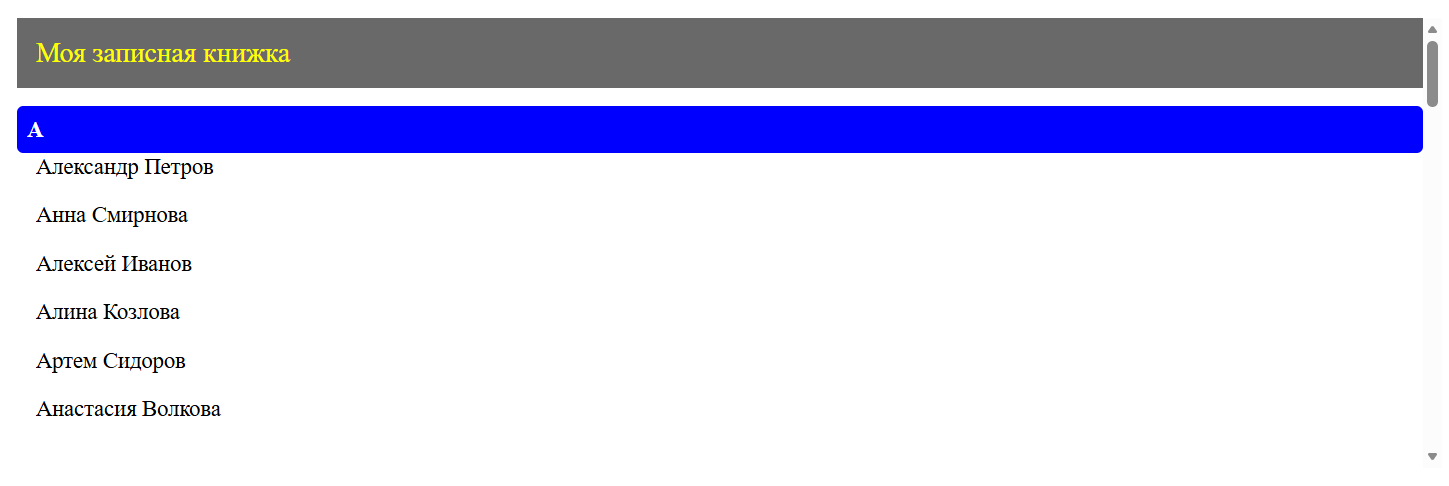 Моя записная книжка
А
Александр Петров
Анна Смирнова
Алексей Иванов
Алина Козлова
Артем Сидоров
Анастасия Волкова